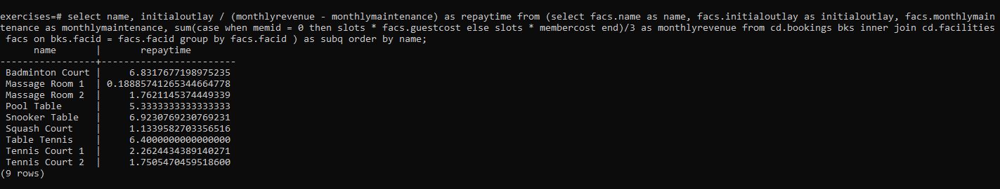 exercises=# select name, initialoutlay / (monthlyrevenue - monthlymaintenance) as repaytime from (select facs.name as name, facs.initialoutlay as initialoutlay, facs.monthlymain
tenance as monthlymaintenance, sum(case when memid = 0 then slots * facs.guestcost else slots * membercost end)/3 as monthlyrevenue from cd.bookings bks inner join cd.facilities
facs on bks.facid = facs.facid group by facs.facid ) as subq order by name;
      name       |       repaytime
-----------------+------------------------
 Badminton Court |     6.8317677198975235
 Massage Room 1  | 0.18885741265344664778
 Massage Room 2  |     1.7621145374449339
 Pool Table      |     5.3333333333333333
 Snooker Table   |     6.9230769230769231
 Squash Court    |     1.1339582703356516
 Table Tennis    |     6.4000000000000000
 Tennis Court 1  |     2.2624434389140271
 Tennis Court 2  |     1.7505470459518600
(9 rows)